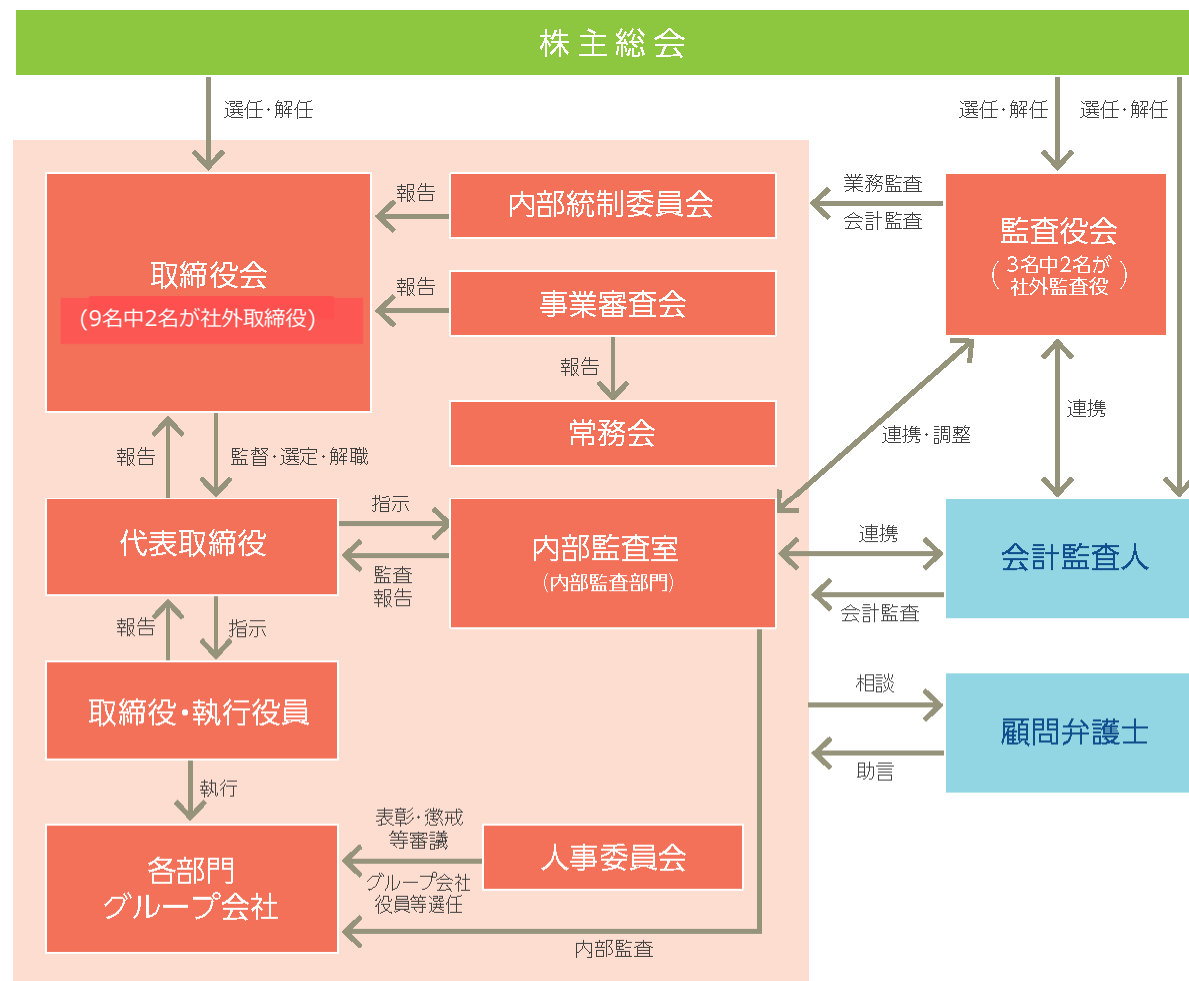 株主総会
選任・解任
選任・解任
選任・解任
取締役会
(9名中2名が社外取締役)
報告
内部統制委員会
業務監査
会計監査
監査役会
(3名中2名が
社外監査役)
報告
事業審査会
報告
常務会
連携・調整
連携
報告
監督・選定・解職
代表取締役
指示
監査
報告
内部監査室
(内部監査部門)
連携
会計監査
会計監査人
報告
指示
取締役・執行役員
相談
助言
顧問弁護士
執行
各部門
グループ会社
表彰・懲戒
等審議
グループ会社
役員等選任
人事委員会
内部監査